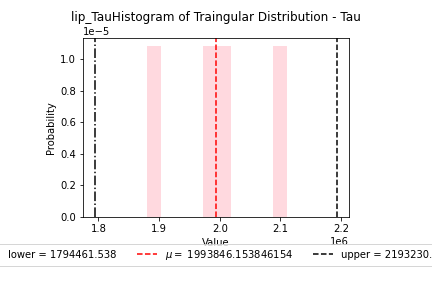 lip_TauHistogram of Traingular Distribution - Tau
1e−5
1.0
0.8
0.6
0.4
0.2
0.0
Probability
1.8 1.9 2.0 2.1 2.2
Value
1e6
lower = 1794461.538 μ = 1993846.153846154 upper = 2193230.